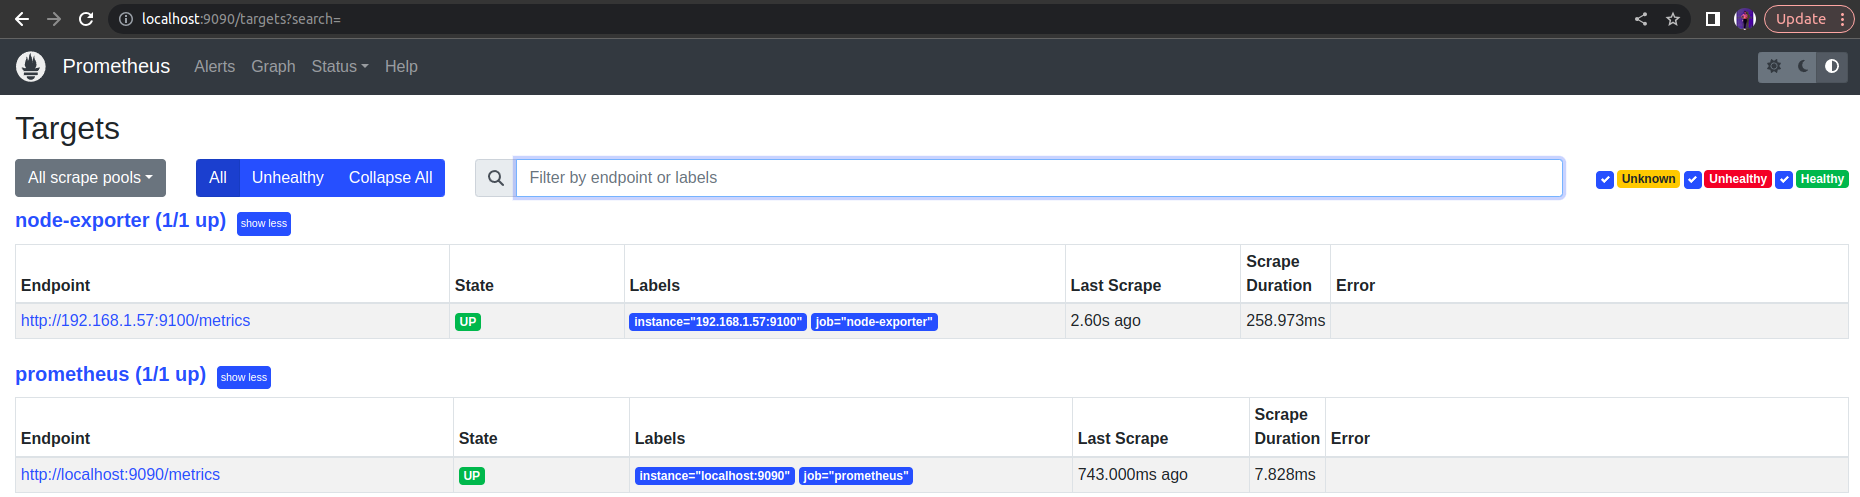 localhost:9090/targets?search=
Update
Prometheus Alerts Graph Status Help
Targets
All scrape pools All Unhealthy Collapse All Filter by endpoint or labels Unknown Unhealthy Healthy
node-exporter (1/1 up) show less
Endpoint State Labels Last Scrape Scrape Duration Error
http://192.168.1.57:9100/metrics UP instance="192.168.1.57:9100" job="node-exporter" 2.60s ago 258.973ms
prometheus (1/1 up) show less
Endpoint State Labels Last Scrape Scrape Duration Error
http://localhost:9090/metrics UP instance="localhost:9090" job="prometheus" 743.000ms ago 7.828ms